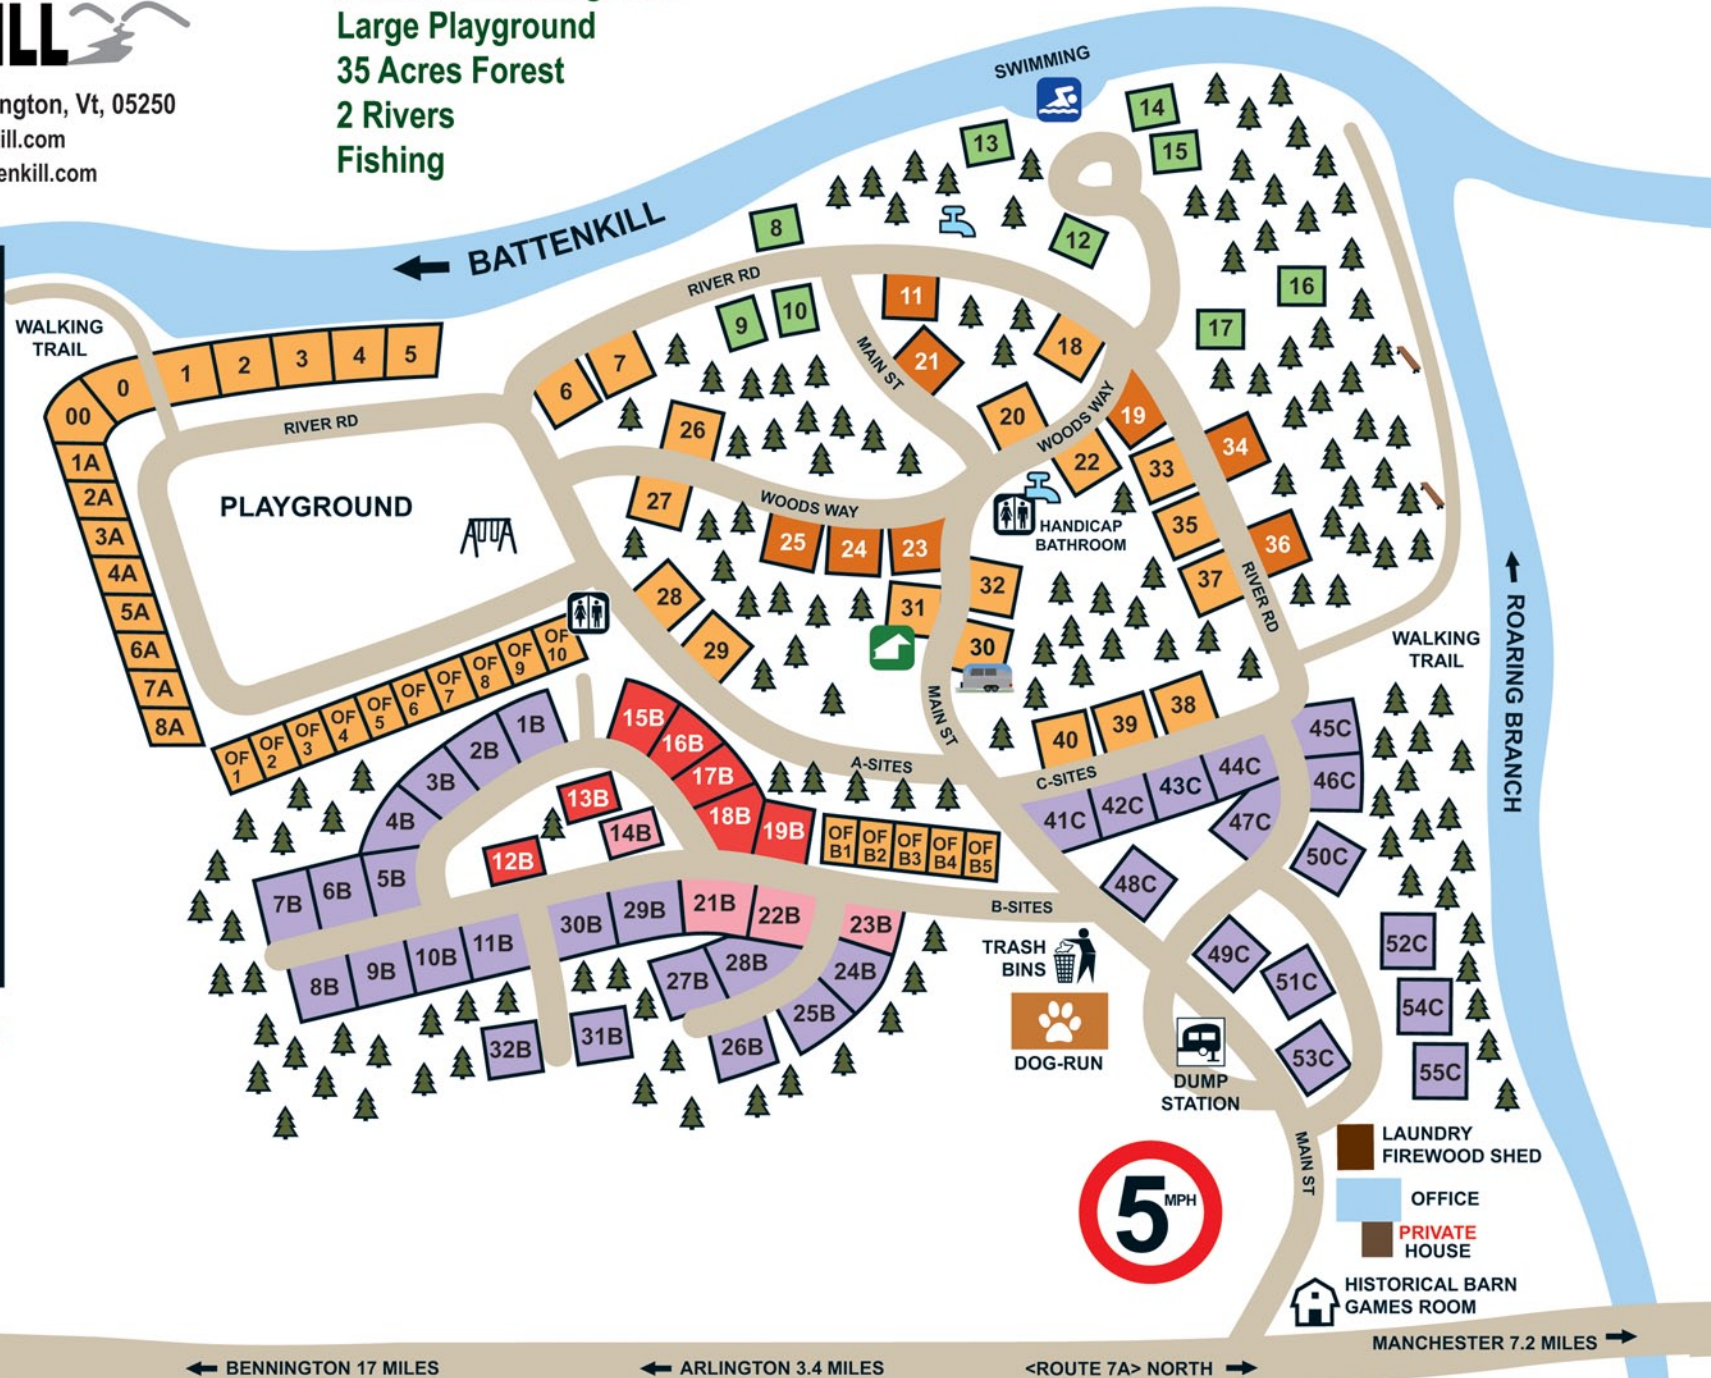 ILL
ngton, Vt, 05250
ill.com
enkill.com
Large Playground
35 Acres Forest
2 Rivers
Fishing
SWIMMING
14
13
15
BATTENKILL
8
12
RIVER RD
16
11
10
9
17
WALKING
TRAIL
18
MAIN ST
21
5
4
3
2
1
0
00
7
6
20
19
WOODS WAY
26
RIVER RD
34
22
33
1A
2A
3A
4A
5A
6A
7A
8A
PLAYGROUND
27
WOODS WAY
HANDICAP
BATHROOM
35
36
25
24
23
37
32
RIVER RD
28
31
29
30
WALKING
TRAIL
ROARING BRANCH
OF
1
OF
2
OF
3
OF
4
OF
5
OF
6
OF
7
OF
8
OF
9
OF
10
MAIN ST
38
39
40
45C
1B
2B
3B
4B
15B
16B
17B
18B
19B
A-SITES
C-SITES
44C
43C
42C
41C
46C
47C
13B
14B
12B
OF
B1
OF
B2
OF
B3
OF
B4
OF
B5
50C
48C
7B
6B
5B
B-SITES
30B
29B
21B
22B
23B
8B
9B
10B
11B
TRASH
BINS
49C
52C
27B
28B
24B
51C
54C
25B
31B
32B
26B
DOG-RUN
53C
55C
DUMP
STATION
MAIN ST
LAUNDRY
FIREWOOD SHED
OFFICE
5 MPH
PRIVATE
HOUSE
HISTORICAL BARN
GAMES ROOM
MANCHESTER 7.2 MILES
BENNINGTON 17 MILES
ARLINGTON 3.4 MILES
<ROUTE 7A> NORTH